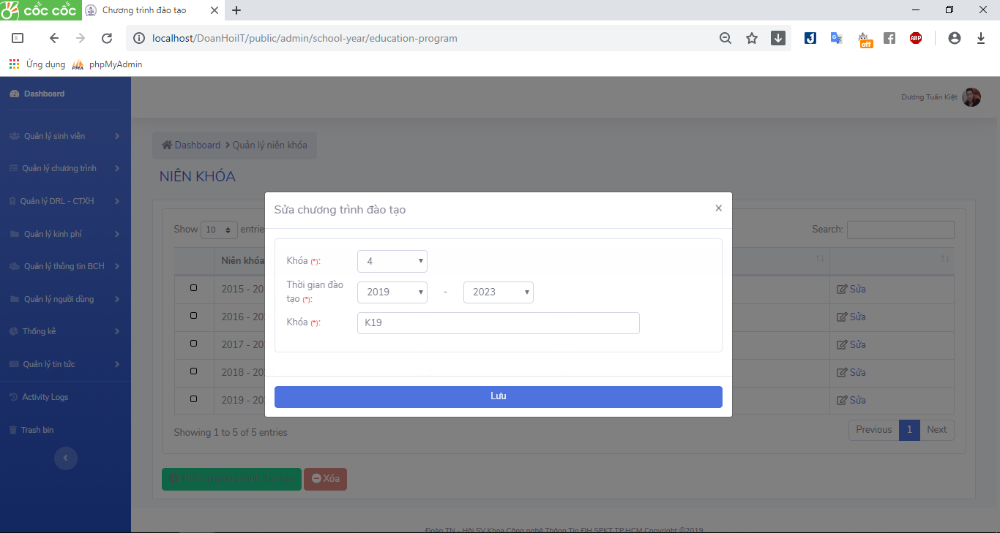 cốc cốc
Chương trình đào tạo
localhost/DoanHoiIT/public/admin/school-year/education-program
off
ABP
Ứng dụng
PMA
phpMyAdmin
Dashboard
Dương Tuấn Kiệt
Quản lý sinh viên
Quản lý chương trình
Quản lý DRL - CTXH
Quản lý kinh phí
Quản lý thông tin BCH
Quản lý người dùng
Thống kê
Quản lý tin tức
Activity Logs
Trash bin
Dashboard > Quản lý niên khóa
NIÊN KHÓA
Show 10 entrie
Search:
Niên khóa
2015 - 20
Sửa
2016 - 20
Sửa
2017 - 20
Sửa
2018 - 20
Sửa
2019 - 20
Sửa
Showing 1 to 5 of 5 entries
Previous 1 Next
Thêm chương trình đào tạo
Xóa
Sửa chương trình đào tạo
×
Khóa (*): 4
Thời gian đào
tạo (*): 2019 - 2023
Khóa (*): K19
Lưu
Đoàn TN - Hội SV Khoa Công nghệ Thông Tin ĐH SPKT TP.HCM Copyright ©2019